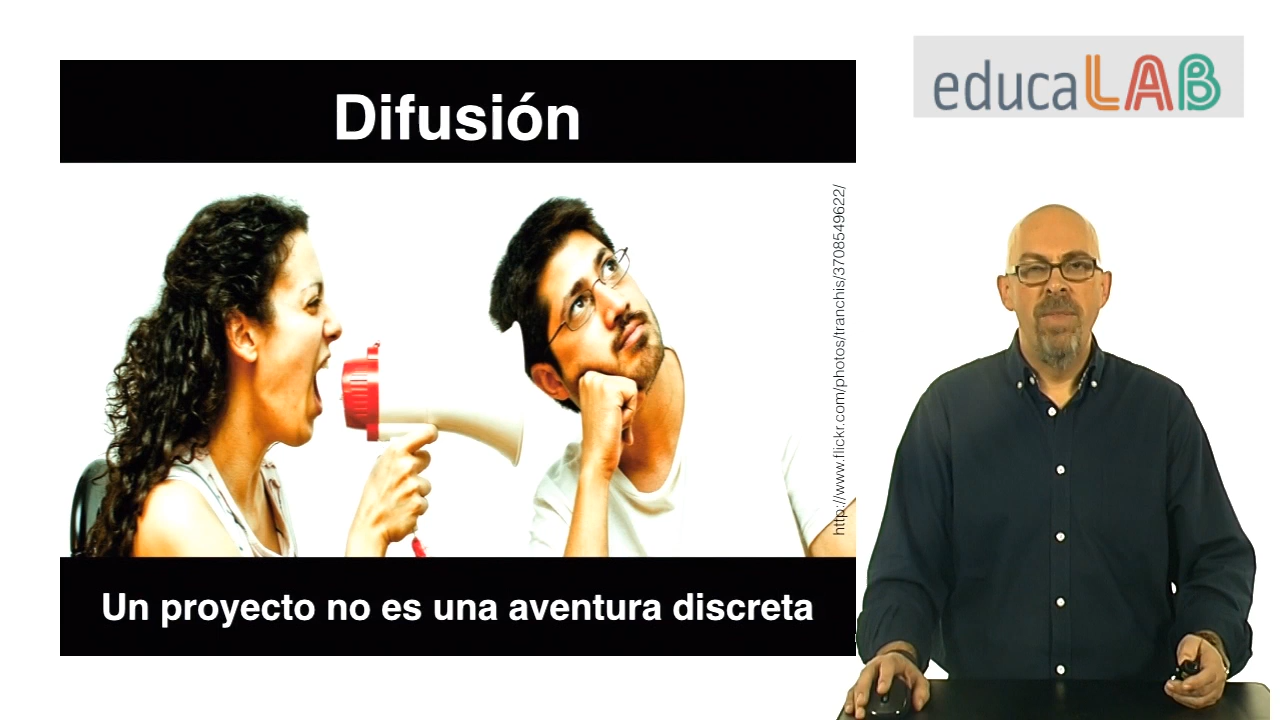 educaLAB
Difusión
http://www.flickr.com/photos/tranchis/3708549622/
Un proyecto no es una aventura discreta